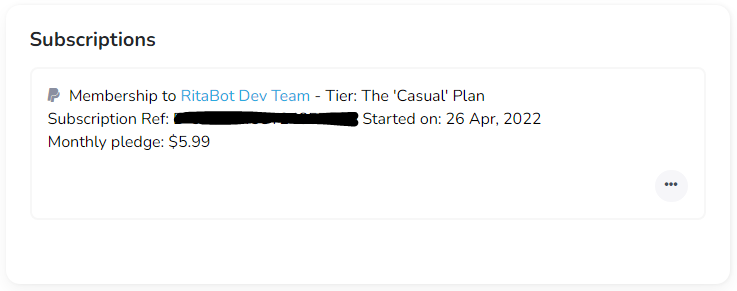 Subscriptions
Membership to RitaBot Dev Team - Tier: The 'Casual' Plan
Subscription Ref: Started on: 26 Apr, 2022
Monthly pledge: $5.99